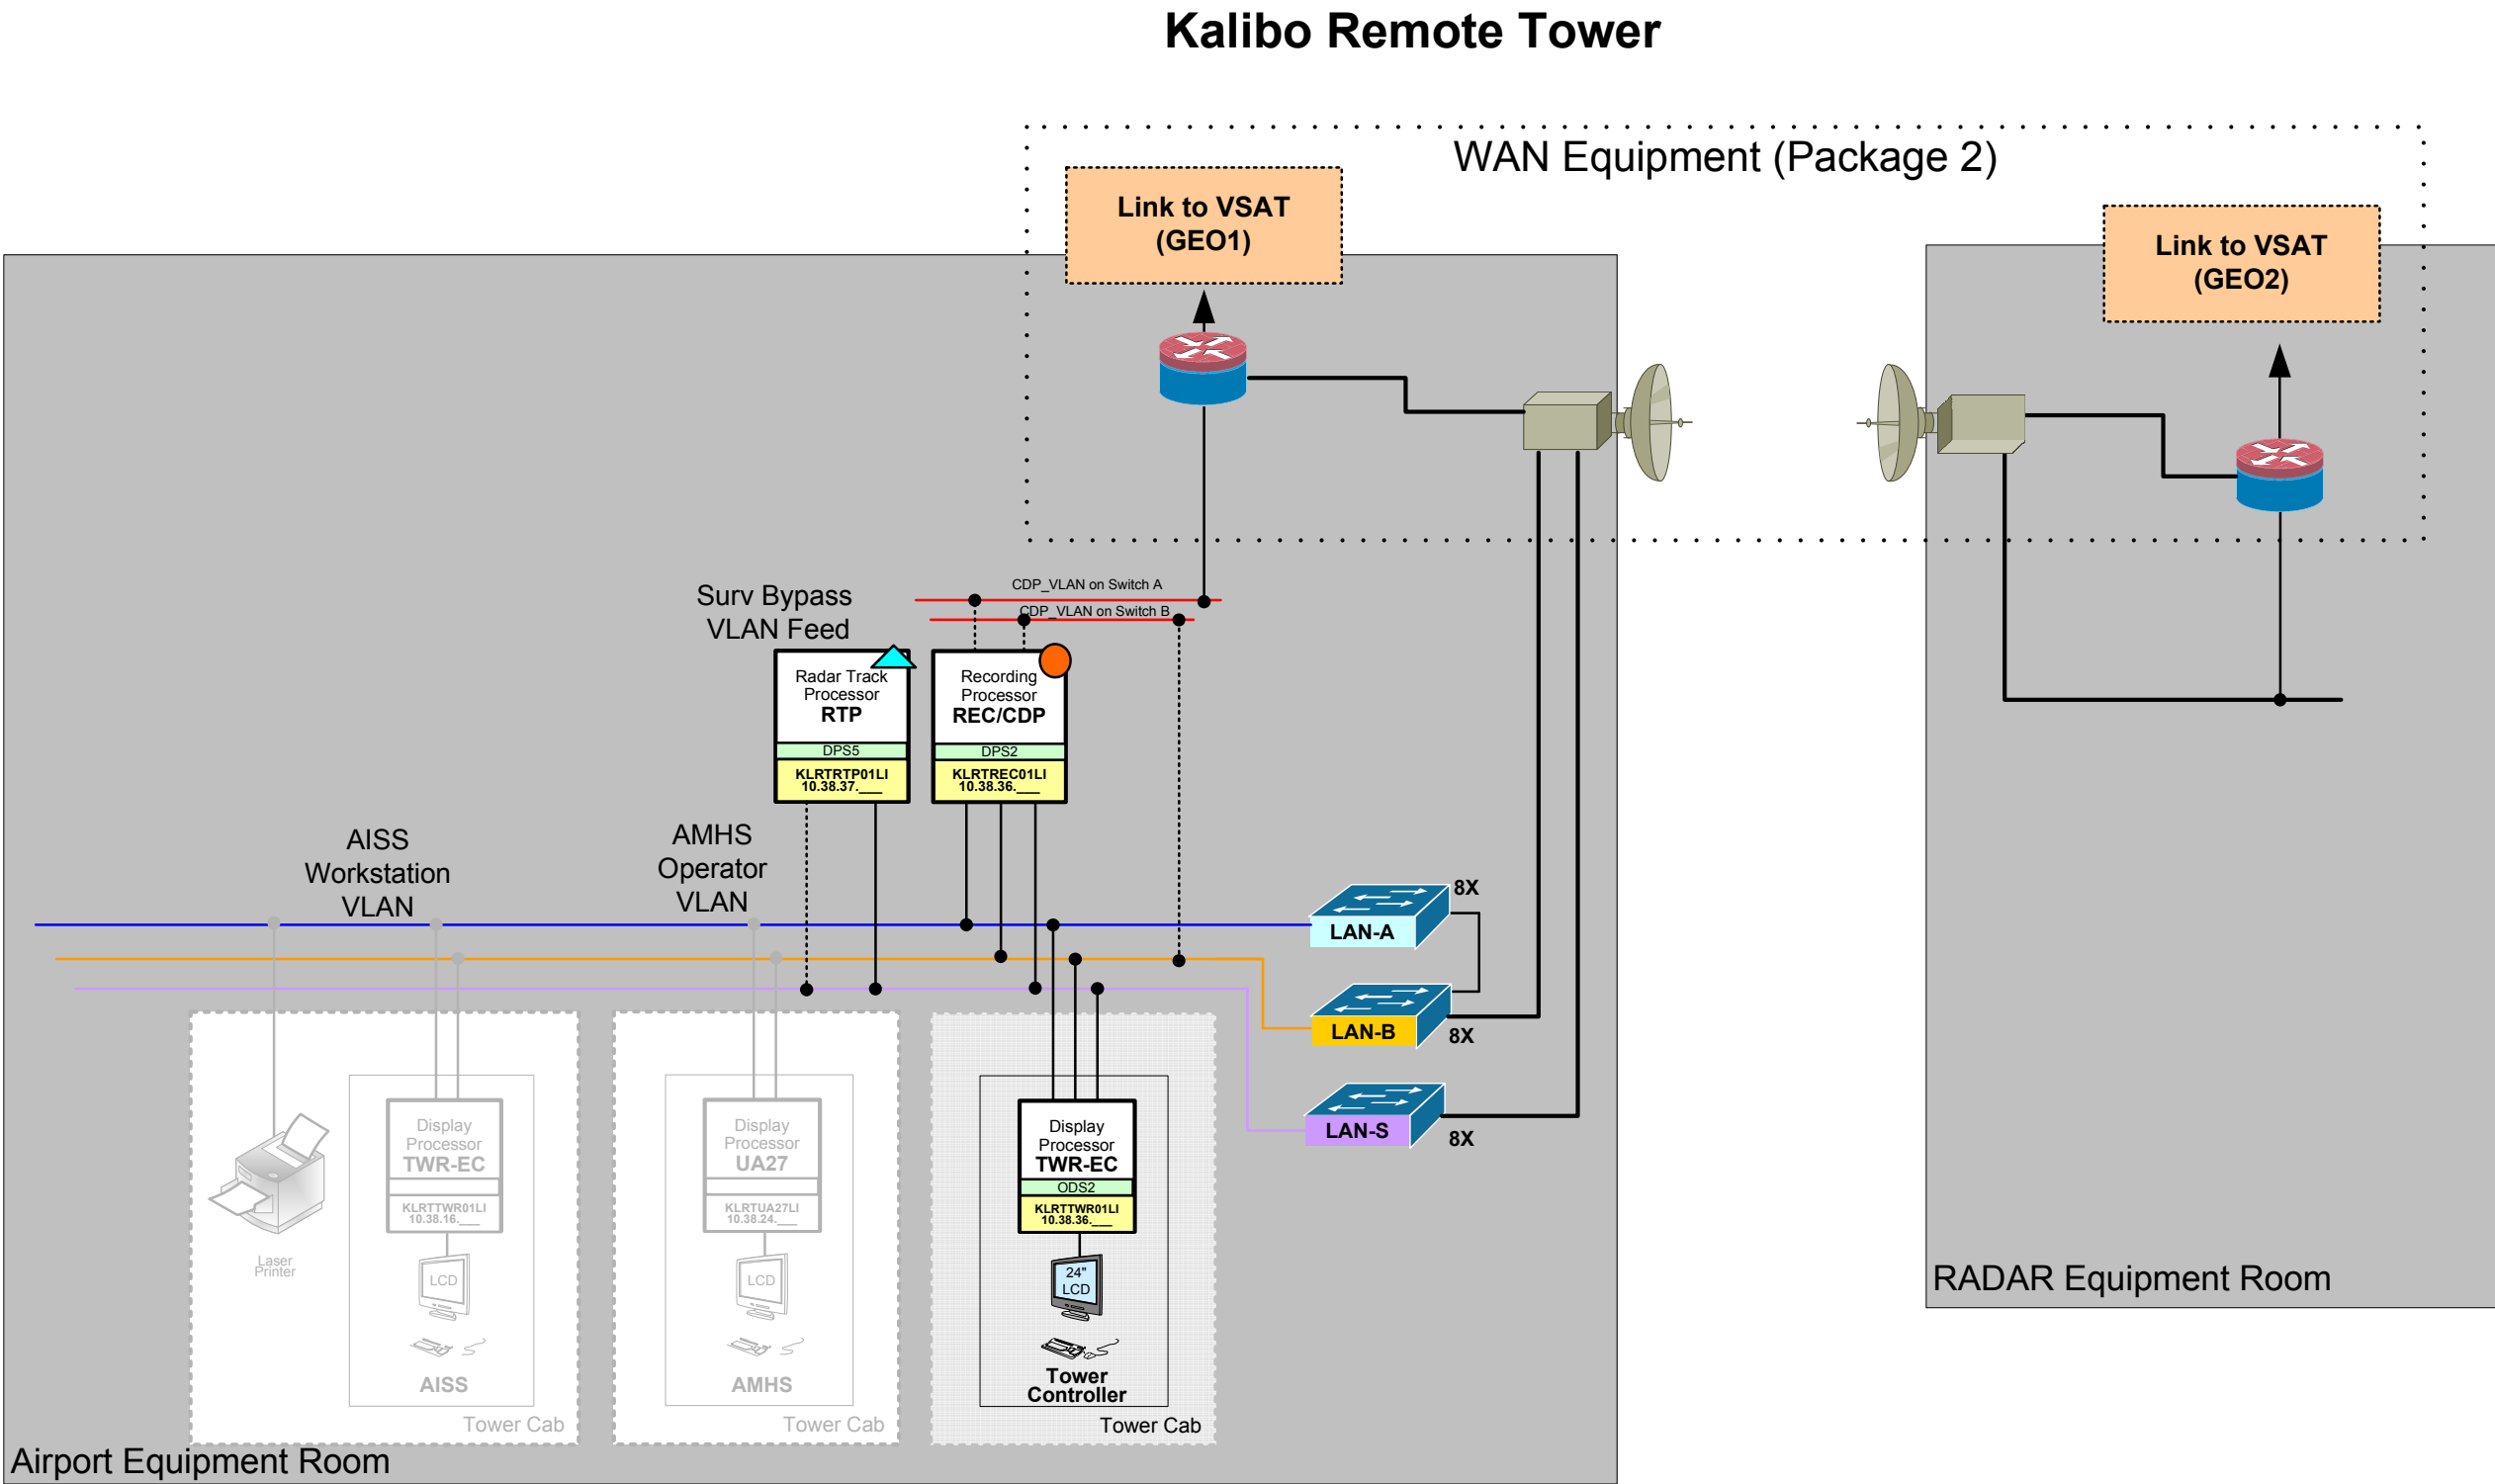 Kalibo Remote Tower
WAN Equipment (Package 2)
Link to VSAT
(GEO1)
Link to VSAT
(GEO2)
CDP_VLAN on Switch A
CDP_VLAN on Switch B
Surv Bypass
VLAN Feed
Radar Track
Processor
RTP
DPS5
KLRTRTP01LI
10.38.37.___
Recording
Processor
REC/CDP
DPS2
KLRTREC01LI
10.38.36.___
AISS
Workstation
VLAN
AMHS
Operator
VLAN
8X
LAN-A
LAN-B
8X
LAN-S
8X
Laser
Printer
Display
Processor
TWR-EC
KLRTTWR01LI
10.38.16.___
LCD
AISS
Tower Cab
Display
Processor
UA27
KLRTUA27LI
10.38.24.___
LCD
AMHS
Tower Cab
Display
Processor
TWR-EC
ODS2
KLRTTWR01LI
10.38.36.___
24"
LCD
Tower
Controller
Tower Cab
Airport Equipment Room
RADAR Equipment Room